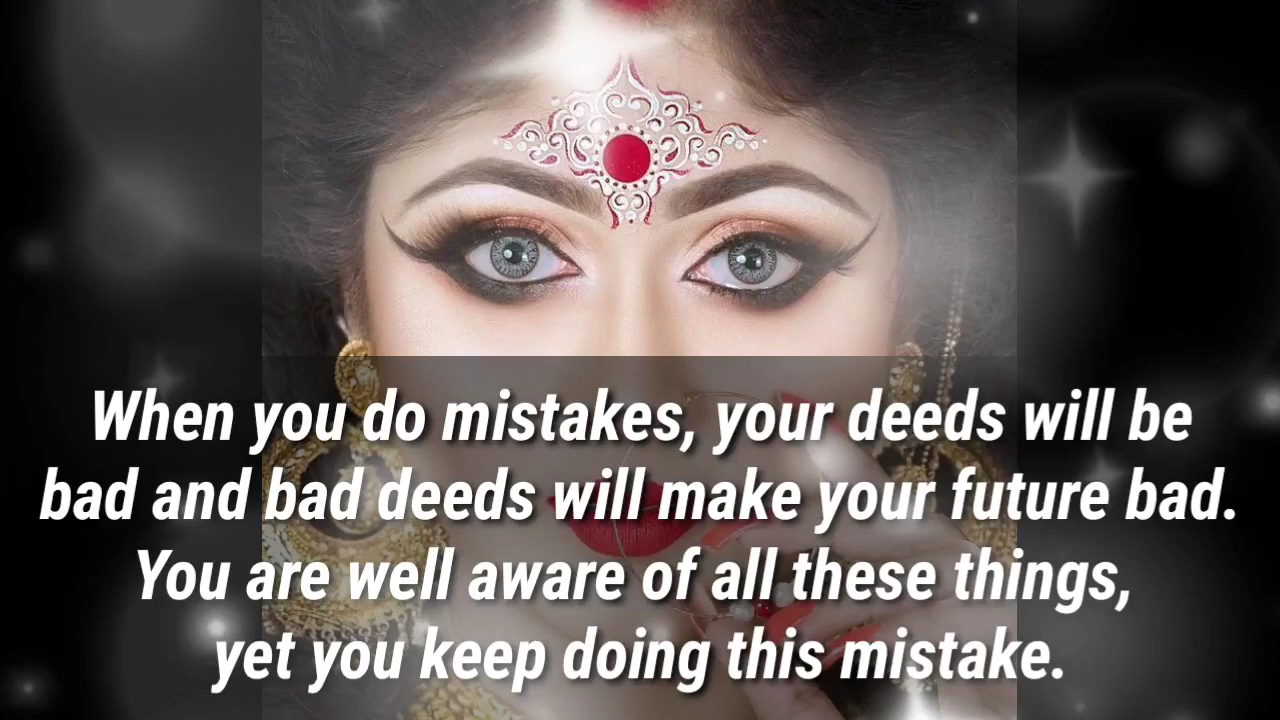 When you do mistakes, your deeds will be
bad and bad deeds will make your future bad.
You are well aware of all these things,
yet you keep doing this mistake.